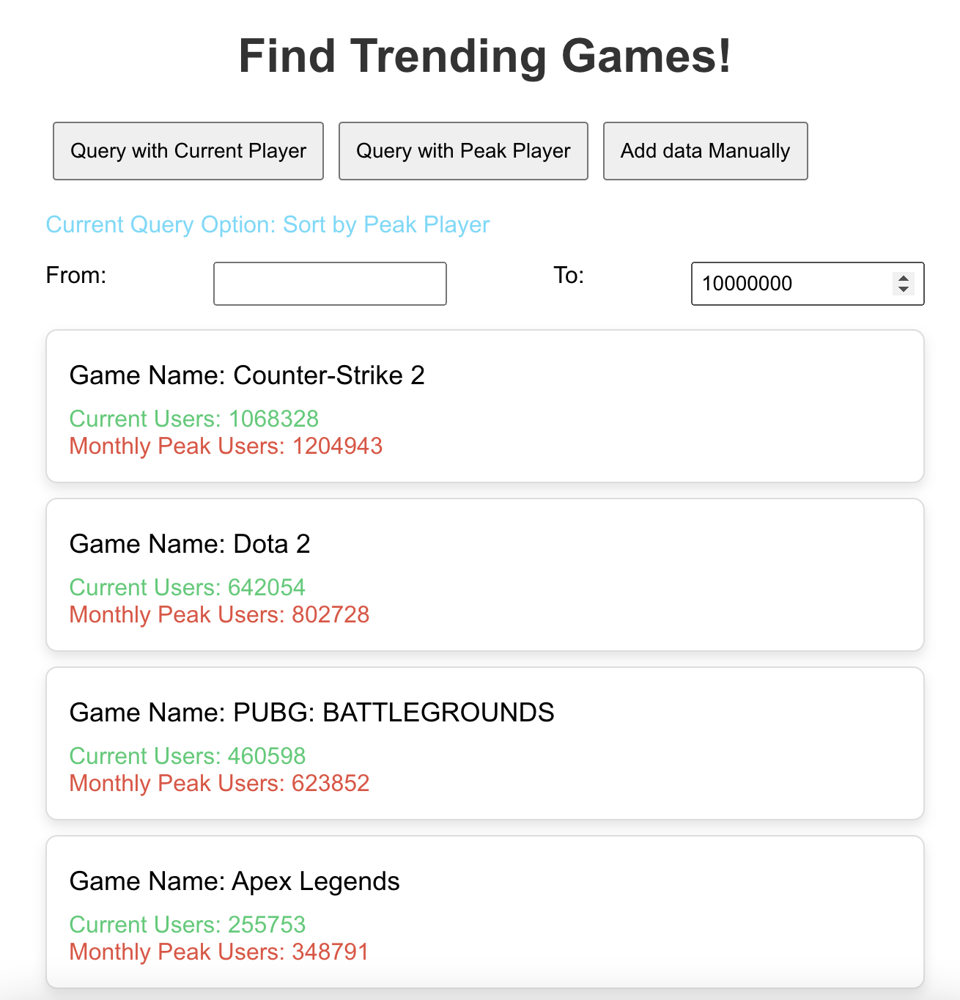 Find Trending Games!
Query with Current Player Query with Peak Player Add data Manually
Current Query Option: Sort by Peak Player
From: To: 10000000
Game Name: Counter-Strike 2
Current Users: 1068328
Monthly Peak Users: 1204943
Game Name: Dota 2
Current Users: 642054
Monthly Peak Users: 802728
Game Name: PUBG: BATTLEGROUNDS
Current Users: 460598
Monthly Peak Users: 623852
Game Name: Apex Legends
Current Users: 255753
Monthly Peak Users: 348791